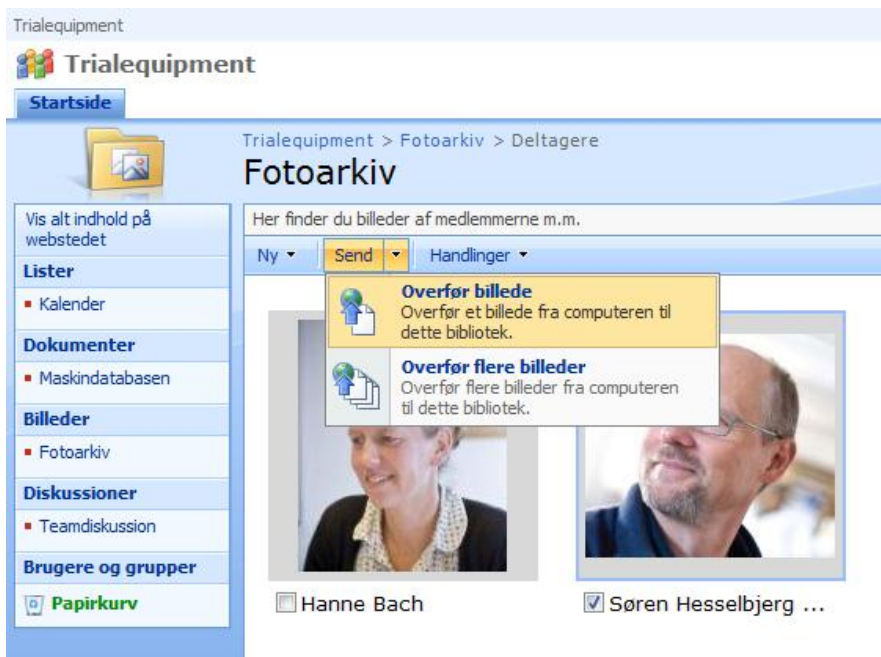 Trialequipment
Trialequipment
Startside
Trialequipment > Fotoarkiv > Deltagere
Fotoarkiv
Vis alt indhold på
webstedet
Lister
Kalender
Dokumenter
Maskindatabasen
Billeder
Fotoarkiv
Diskussioner
Teamdiskussion
Brugere og grupper
Papirkurv
Her finder du billeder af medlemmerne m.m.
Ny Send Handlinger
Overfør billede
Overfør et billede fra computeren til
dette bibliotek.
Overfør flere billeder
Overfør flere billeder fra computeren
til dette bibliotek.
Hanne Bach
Søren Hesselbjerg ...